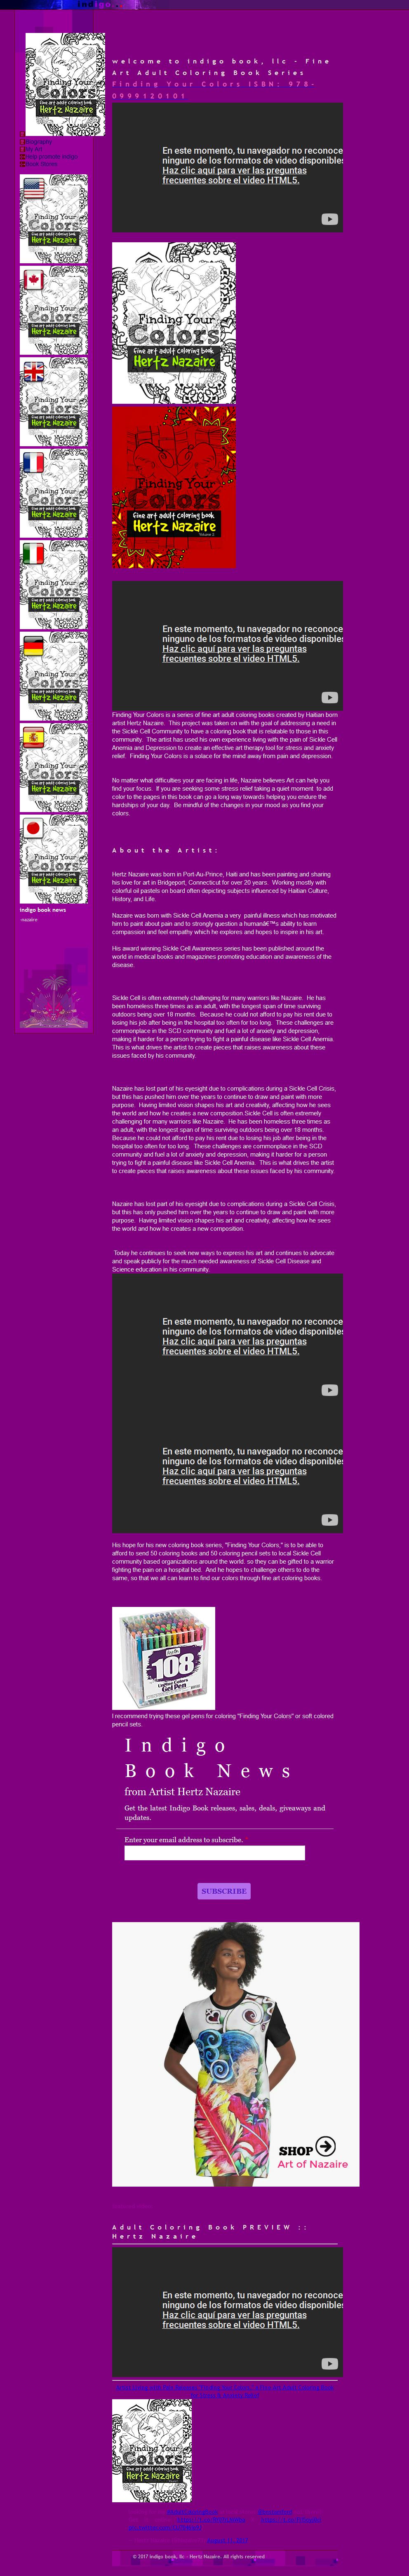 indigo
welcome to indigo book, llc - Fine
Art Adult Coloring Book Series
Finding Your Colors ISBN: 978-
0999120101
Finding Your
Colors
fine art adult coloring book
Hertz Nazaire
Biography
My Art
Help promote Indigo
Book Stores
En este momento, tu navegador no reconoce
ninguno de los formatos de video disponibles
Haz clic aquí para ver las preguntas
frecuentes sobre el video HTML5.
Finding Your
Colors
fine art adult coloring book
Hertz Nazaire
Finding Your
Colors
fine art adult coloring book
Hertz Nazaire
Finding Your
Colors
fine art adult coloring book
Hertz Nazaire
Finding Your
Colors
fine art adult coloring book
Hertz Nazaire
Finding Your
Colors
fine art adult coloring book
Hertz Nazaire
Finding Your
Colors
fine art adult coloring book
Hertz Nazaire
Finding Your
Colors
fine art adult coloring book
Hertz Nazaire
Finding Your
Colors
fine art adult coloring book
Hertz Nazaire
indigo book news
-nazaire
Finding Your
Colors
fine art adult coloring book
Hertz Nazaire
Finding Your
Colors
fine art adult coloring book
Hertz Nazaire
En este momento, tu navegador no reconoce
ninguno de los formatos de video disponibles
Haz clic aquí para ver las preguntas
frecuentes sobre el video HTML5.
Finding Your Colors is a series of fine art adult coloring books created by Haitian born
artist Hertz Nazaire. This project was taken on with the goal of addressing a need in
the Sickle Cell Community to have a coloring book that is relatable to those in this
community. The artist has used his own experience living with the pain of Sickle Cell
Anemia and Depression to create an effective art therapy tool for stress and anxiety
relief. Finding Your Colors is a solace for the mind away from pain and depression.
No matter what difficulties your are facing in life, Nazaire believes Art can help you
find your focus. If you are seeking some stress relief taking a quiet moment to add
color to the pages in this book can go a long way towards helping you endure the
hardships of your day. Be mindful of the changes in your mood as you find your
colors.
About the Artist:
Hertz Nazaire was born in Port-Au-Prince, Haiti and has been painting and sharing
his love for art in Bridgeport, Connecticut for over 20 years. Working mostly with
colorful oil pastels on board often depicting subjects influenced by Haitian Culture,
History, and Life.
Nazaire was born with Sickle Cell Anemia a very painful illness which has motivated
him to paint about pain and to strongly question a humanâ€™s ability to learn
compassion and feel empathy which he explores and hopes to inspire in his art.
His award winning Sickle Cell Awareness series has been published around the
world in medical books and magazines promoting education and awareness of the
disease.
Sickle Cell is often extremely challenging for many warriors like Nazaire. He has
been homeless three times as an adult, with the longest span of time surviving
outdoors being over 18 months. Because he could not afford to pay his rent due to
losing his job after being in the hospital too often for too long. These challenges are
commonplace in the SCD community and fuel a lot of anxiety and depression,
making it harder for a person trying to fight a painful disease like Sickle Cell Anemia.
This is what drives the artist to create pieces that raises awareness about these
issues faced by his community.
Nazaire has lost part of his eyesight due to complications during a Sickle Cell Crisis,
but this has pushed him over the years to continue to draw and paint with more
purpose. Having limited vision shapes his art and creativity, affecting how he sees
the world and how he creates a new composition.Sickle Cell is often extremely
challenging for many warriors like Nazaire. He has been homeless three times as
an adult, with the longest span of time surviving outdoors being over 18 months.
Because he could not afford to pay his rent due to losing his job after being in the
hospital too often for too long. These challenges are commonplace in the SCD
community and fuel a lot of anxiety and depression, making it harder for a person
trying to fight a painful disease like Sickle Cell Anemia. This is what drives the artist
to create pieces that raises awareness about these issues faced by his community.
Nazaire has lost part of his eyesight due to complications during a Sickle Cell Crisis,
but this has only pushed him over the years to continue to draw and paint with more
purpose. Having limited vision shapes his art and creativity, affecting how he sees
the world and how he creates a new composition.
Today he continues to seek new ways to express his art and continues to advocate
and speak publicly for the much needed awareness of Sickle Cell Disease and
Science education in his community.
En este momento, tu navegador no reconoce
ninguno de los formatos de video disponibles
Haz clic aquí para ver las preguntas
frecuentes sobre el video HTML5.
En este momento, tu navegador no reconoce
ninguno de los formatos de video disponibles
Haz clic aquí para ver las preguntas
frecuentes sobre el video HTML5.
His hope for his new coloring book series, "Finding Your Colors," is to be able to
afford to send 50 coloring books and 50 coloring pencil sets to local Sickle Cell
community based organizations around the world. so they can be gifted to a warrior
fighting the pain on a hospital bed. And he hopes to challenge others to do the
same, so that we all can learn to find our colors through fine art coloring books.
108
I recommend trying these gel pens for coloring "Finding Your Colors" or soft colored
pencil sets.
Indigo
Book News
from Artist Hertz Nazaire
Get the latest Indigo Book releases, sales, deals, giveaways and
updates.
Enter your email address to subscribe.
SUBSCRIBE
SHOP
Art of Nazaire
Adult Coloring Book PREVIEW ::
Hertz Nazaire
En este momento, tu navegador no reconoce
ninguno de los formatos de video disponibles
Haz clic aquí para ver las preguntas
frecuentes sobre el video HTML5.
Finding Your
Colors
fine art adult coloring book
Hertz Nazaire
© 2017 indigo book, llc - Hertz Nazaire. All rights reserved